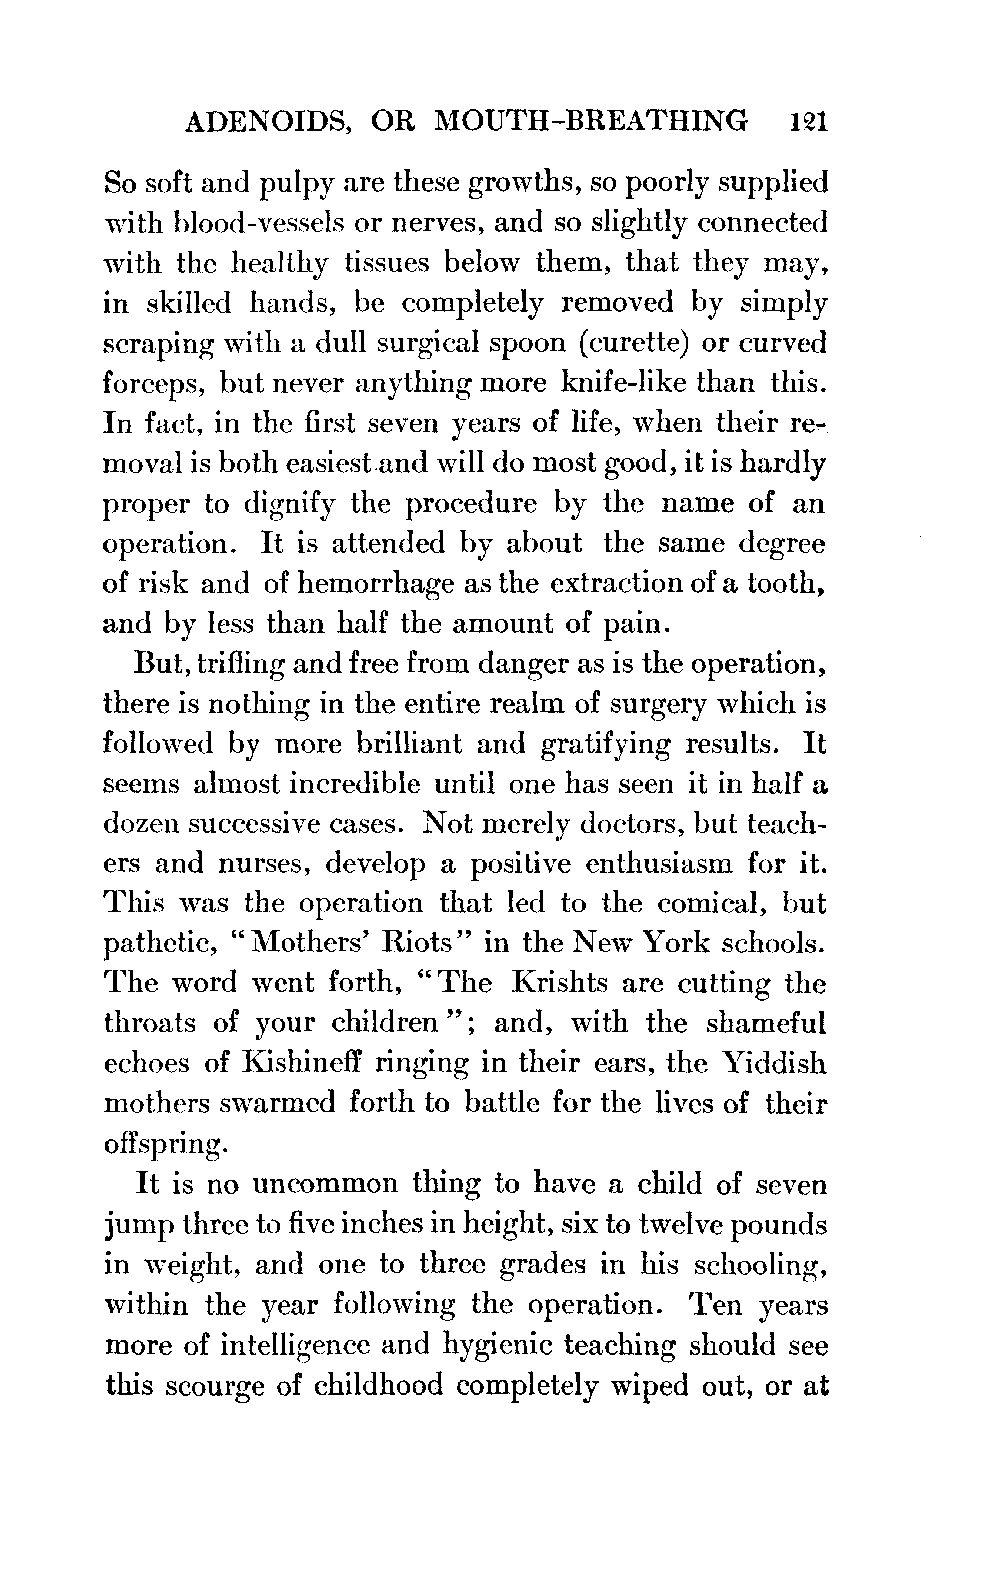 ADENOIDS, OR MOUTH-BREATHING 121
So soft and pulpy are these growths, so poorly supplied
with blood-vessels or nerves, and so slightly connected
with the healthy tissues below them, that they may,
in skilled hands, be completely removed by simply
scraping with a dull surgical spoon (curette) or curved
forceps, but never anything more knife-like than this.
In fact, in the first seven years of life, when their re-
moval is both easiest and will do most good, it is hardly
proper to dignify the procedure by the name of an
operation. It is attended by about the same degree
of risk and of hemorrhage as the extraction of a tooth,
and by less than half the amount of pain.
But, trifling and free from danger as is the operation,
there is nothing in the entire realm of surgery which is
followed by more brilliant and gratifying results. It
seems almost incredible until one has seen it in half a
dozen successive cases. Not merely doctors, but teach-
ers and nurses, develop a positive enthusiasm for it.
This was the operation that led to the comical, but
pathetic, "Mothers' Riots" in the New York schools.
The word went forth, "The Krishts are cutting the
throats of your children"; and, with the shameful
echoes of Kishineff ringing in their ears, the Yiddish
mothers swarmed forth to battle for the lives of their
offspring.
It is no uncommon thing to have a child of seven
jump three to five inches in height, six to twelve pounds
in weight, and one to three grades in his schooling,
within the year following the operation. Ten years
more of intelligence and hygienic teaching should see
this scourge of childhood completely wiped out, or at